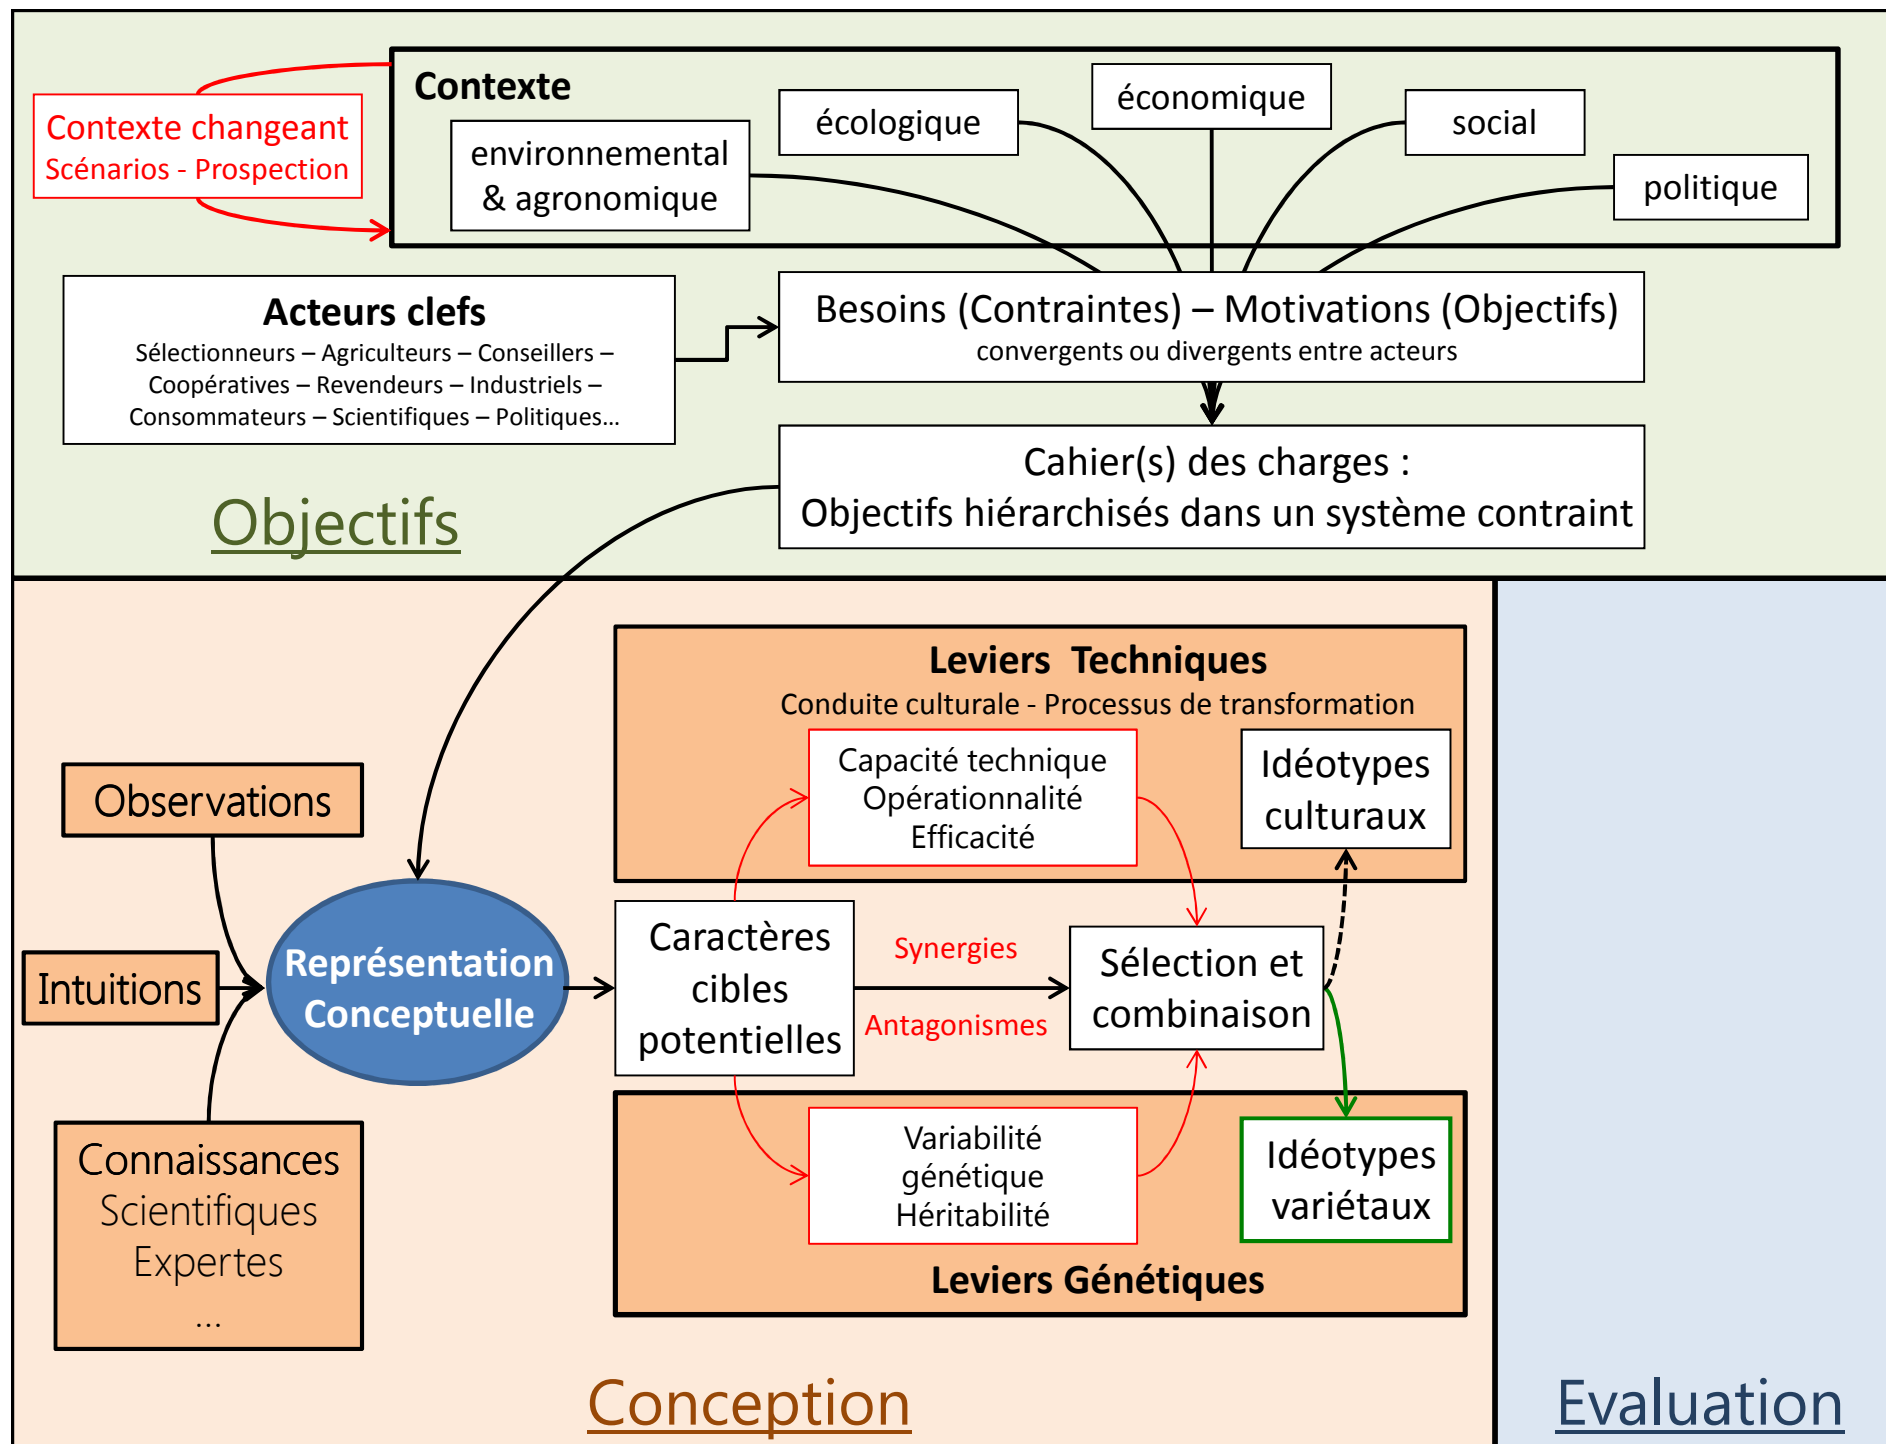 Contexte
Contexte changeant
Scénarios - Prospection
environnemental
& agronomique
écologique
économique
social
politique
Acteurs clefs
Sélectionneurs – Agriculteurs – Conseillers –
Coopératives – Revendeurs – Industriels –
Consommateurs – Scientifiques – Politiques…
Besoins (Contraintes) – Motivations (Objectifs)
convergents ou divergents entre acteurs
Cahier(s) des charges :
Objectifs hiérarchisés dans un système contraint
Objectifs
Leviers Techniques
Conduite culturale - Processus de transformation
Capacité technique
Opérationnalité
Efficacité
Idéotypes
culturaux
Observations
Intuitions
Connaissances
Scientifiques
Expertes
…
Représentation
Conceptuelle
Caractères
cibles
potentielles
Synergies
Antagonismes
Sélection et
combinaison
Variabilité
génétique
Héritabilité
Idéotypes
variétaux
Leviers Génétiques
Conception
Evaluation